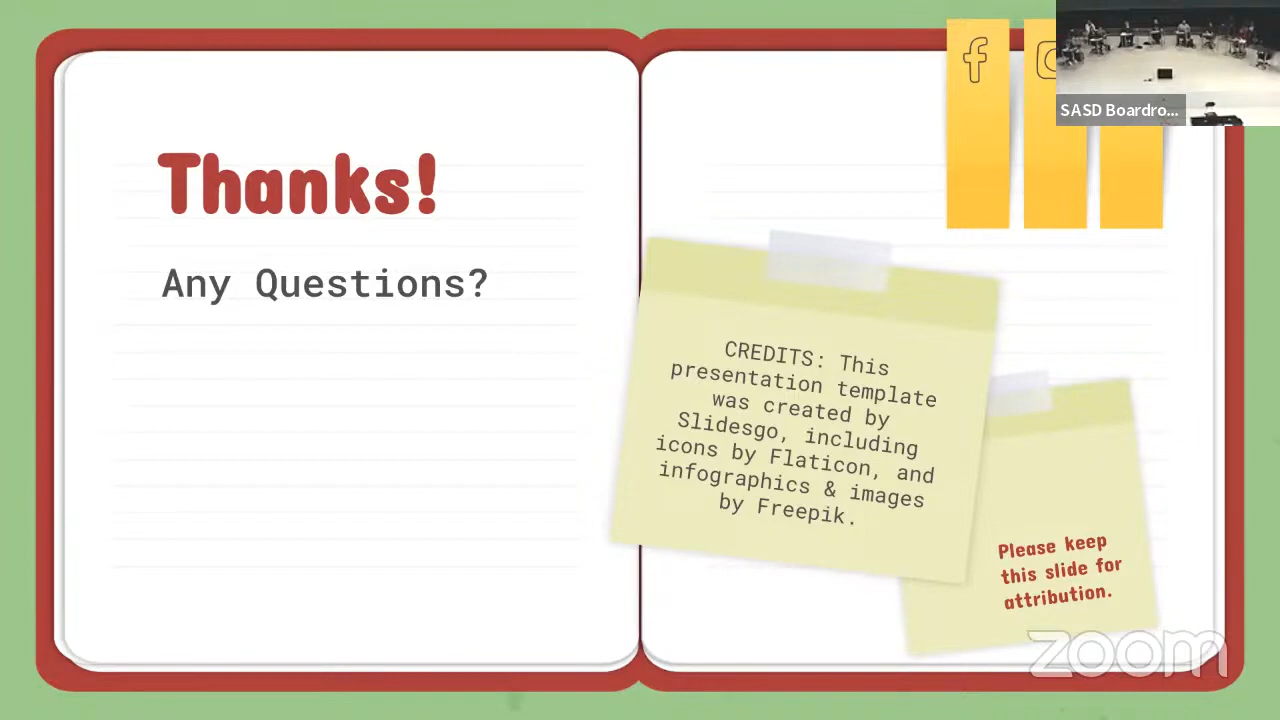 SASD Boardro...
Thanks!
Any Questions?
CREDITS: This
presentation template
was created by
Slidesgo, including
icons by Flaticon, and
infographics & images
by Freepik.
Please keep
this slide for
attribution.
zoom